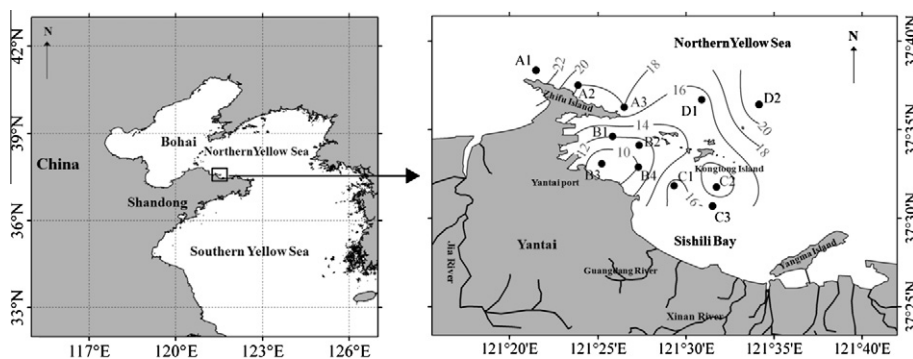 N
42°N
39°N
36°N
33°N
117°E
120°E
123°E
126°E
China
Bohai
Northern Yellow Sea
Shandong
Southern Yellow Sea
Northern Yellow Sea
N
37°40'N
37°35'N
37°30'N
37°25'N
121°20'E
121°25'E
121°30'E
121°35'E
121°40'E
A1
22
20
A2
18
A3
Zhifu Island
16
D1
D2
20
18
14
B1
B2
12
10
B3
B4
Yantai port
Kongtong Island
C1
C2
16
C3
Sishili Bay
Yantai
Jia River
Guangdang River
Xinan River
Yangma Island